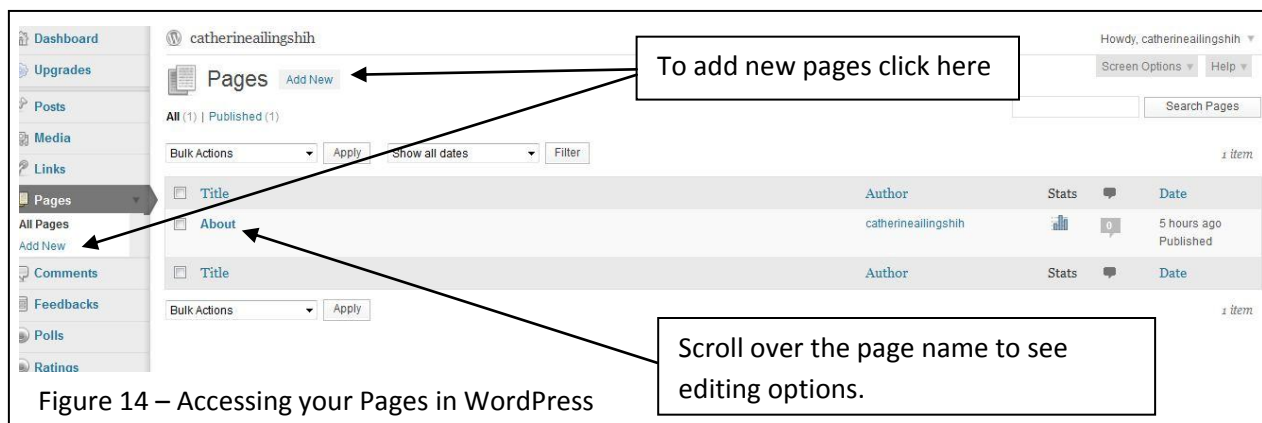 Dashboard
Upgrades
Posts
Media
Links
Pages
All Pages
Add New
Comments
Feedbacks
Polls
Ratings
catherineailingshih
Howdy, catherineailingshih
Screen Options Help
Pages Add New
To add new pages click here
All (1) | Published (1)
Search Pages
Bulk Actions Apply Show all dates Filter
1 item
Title Author Stats Date
About catherineailingshih 0 5 hours ago
Published
Title Author Stats Date
Bulk Actions Apply
1 item
Scroll over the page name to see
editing options.
Figure 14 – Accessing your Pages in WordPress